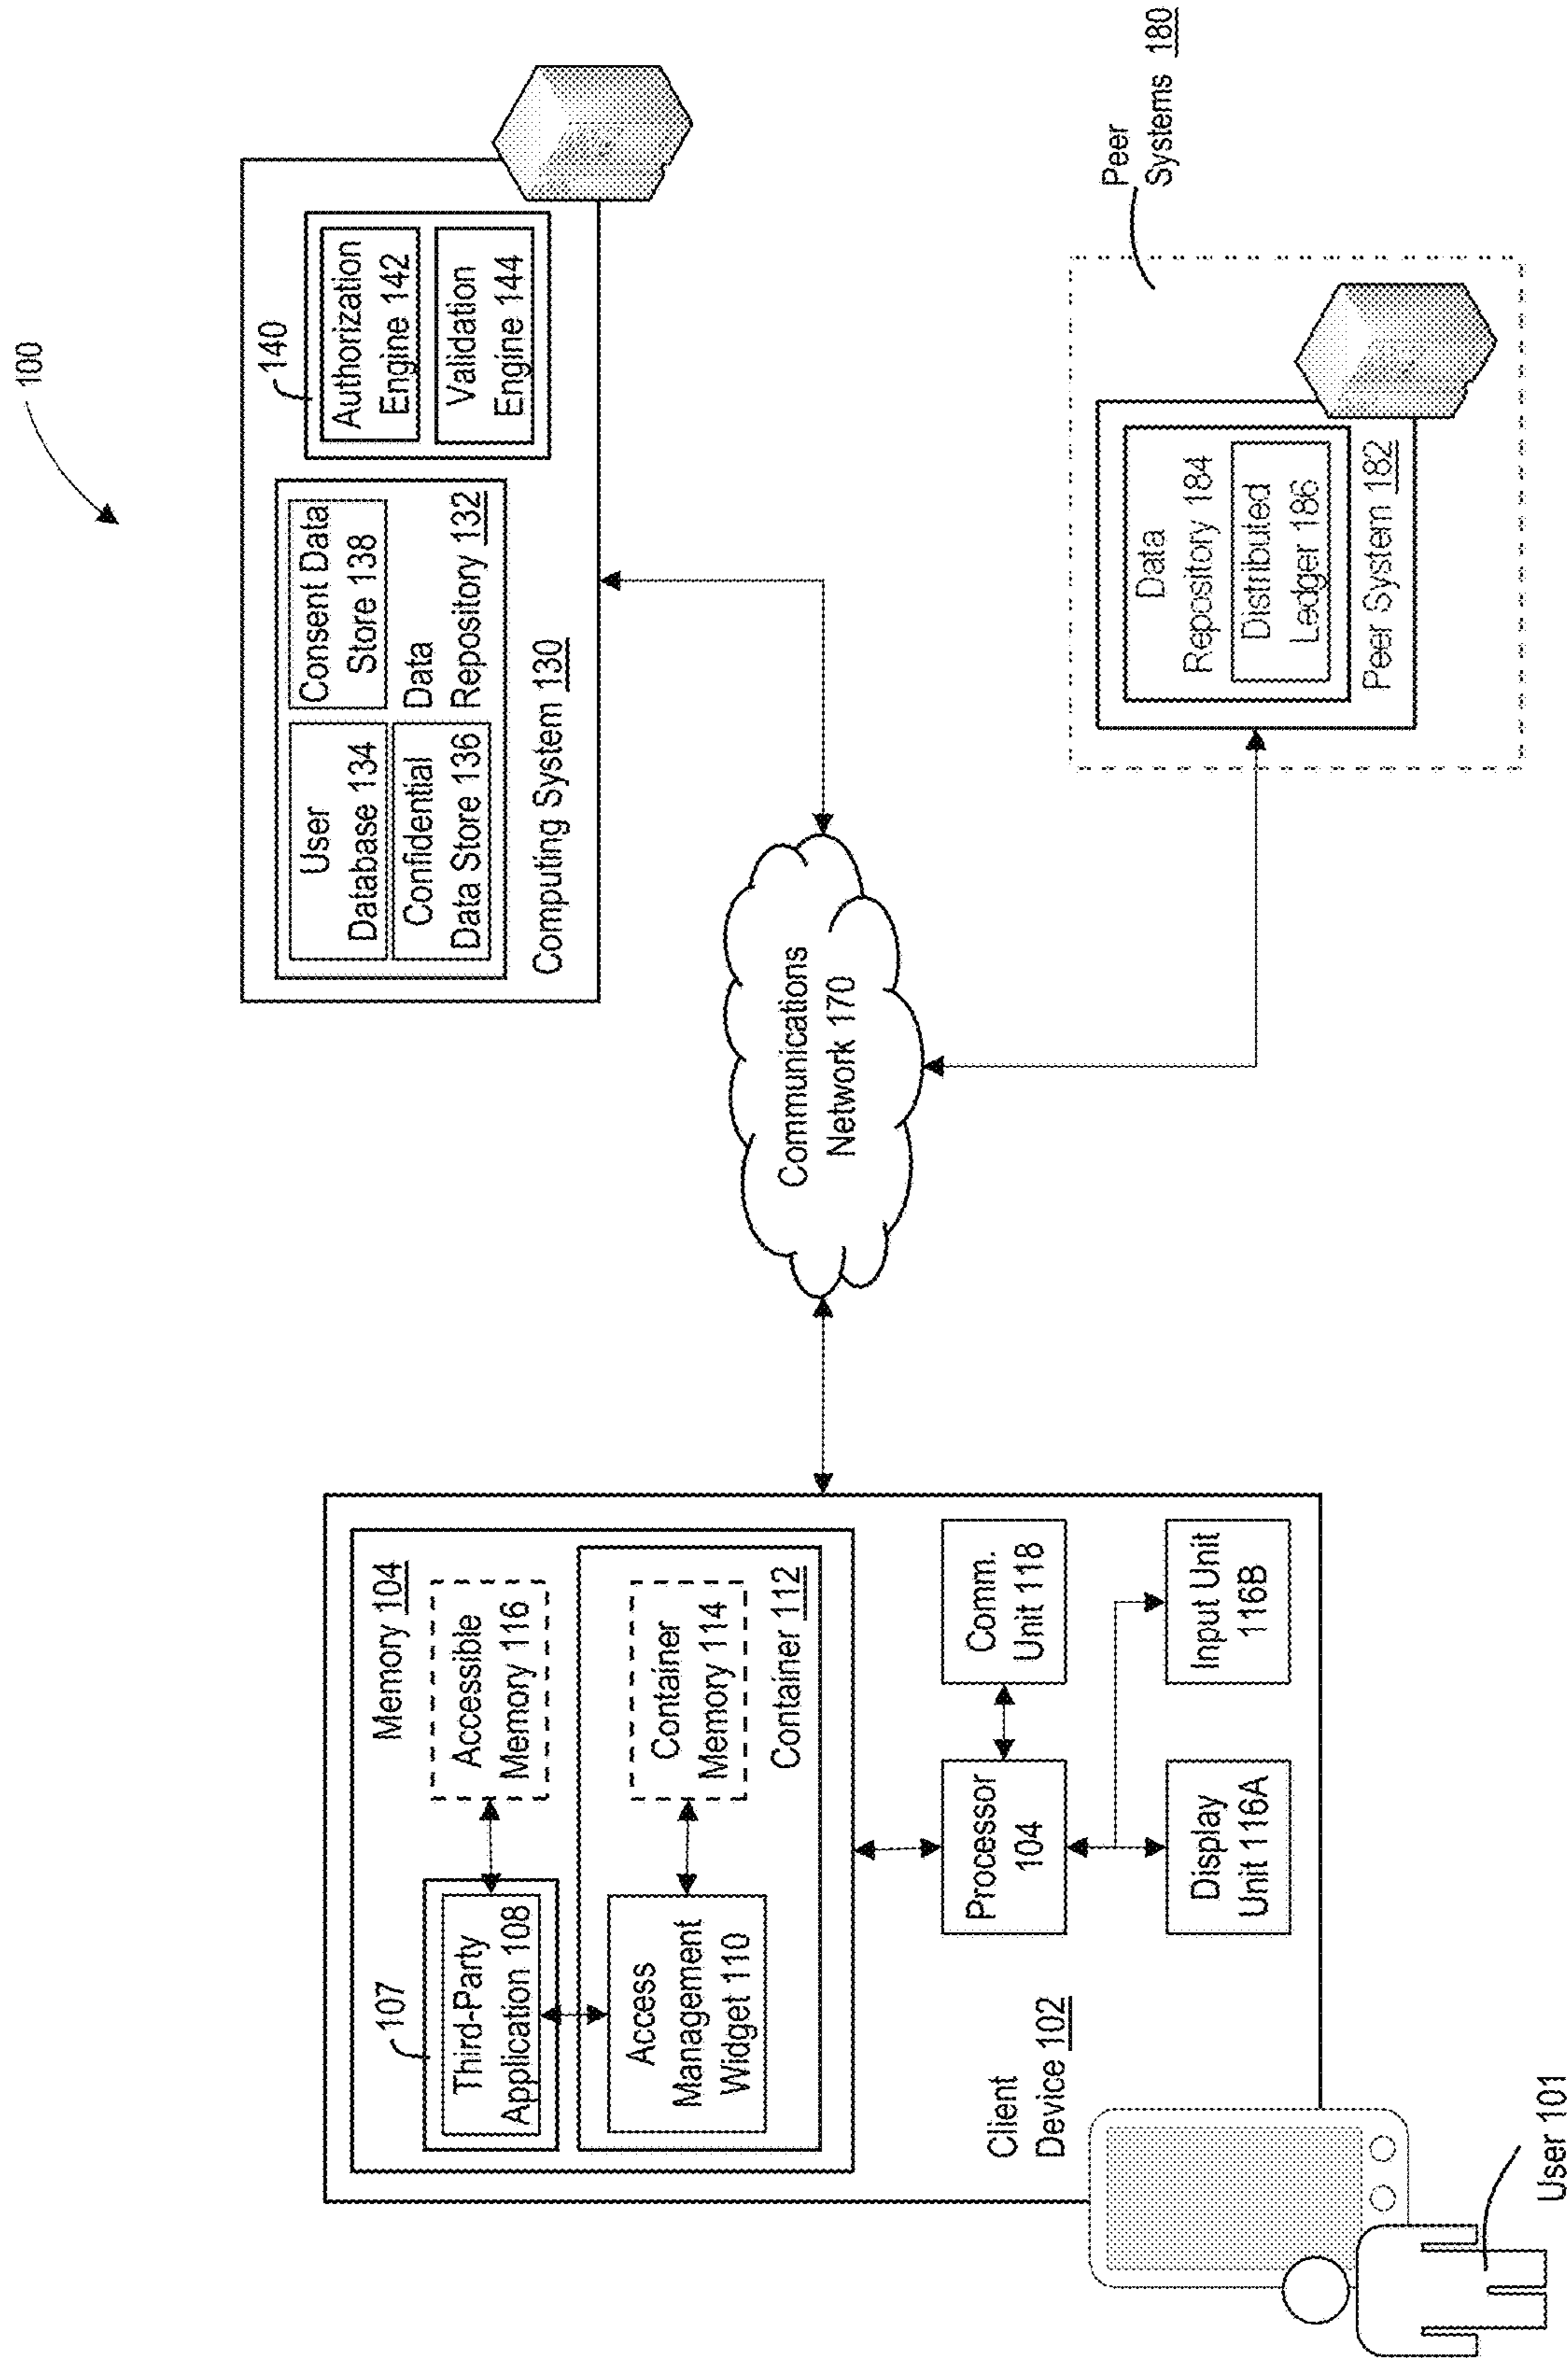 100
Memory 104
107
Third-Party
Application 108
Accessible
Memory 116
Access
Management
Widget 110
Container
Memory 114
Container 112
Client
Device 102
Processor
104
Comm.
Unit 118
Display
Unit 116A
Input Unit
116B
User 101
Communications
Network 170
User
Database 134
Consent Data
Store 138
Confidential
Data Store 136
Data
Repository 132
Computing System 130
140
Authorization
Engine 142
Validation
Engine 144
Peer
Systems 180
Data
Repository 184
Distributed
Ledger 186
Peer System 182